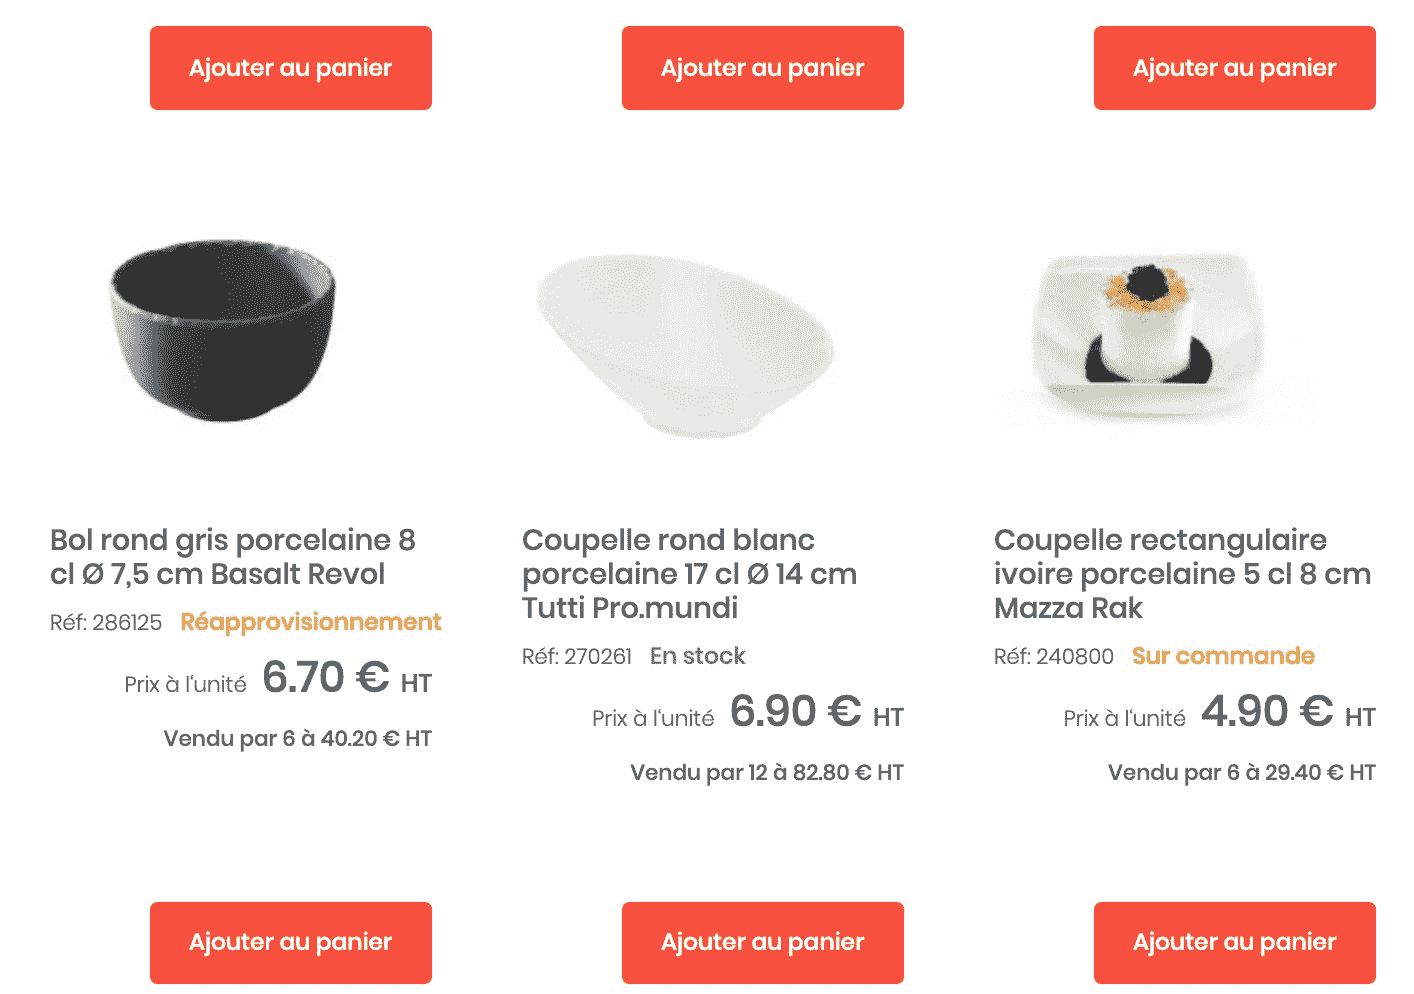 Ajouter au panier
Ajouter au panier
Ajouter au panier
Bol rond gris porcelaine 8
cl Ø 7,5 cm Basalt Revol
Réf: 286125 Réapprovisionnement
Prix à l'unité 6.70 € HT
Vendu par 6 à 40.20 € HT
Coupelle rond blanc
porcelaine 17 cl Ø 14 cm
Tutti Pro.mundi
Réf: 270261 En stock
Prix à l'unité 6.90 € HT
Vendu par 12 à 82.80 € HT
Coupelle rectangulaire
ivoire porcelaine 5 cl 8 cm
Mazza Rak
Réf: 240800 Sur commande
Prix à l'unité 4.90 € HT
Vendu par 6 à 29.40 € HT
Ajouter au panier
Ajouter au panier
Ajouter au panier